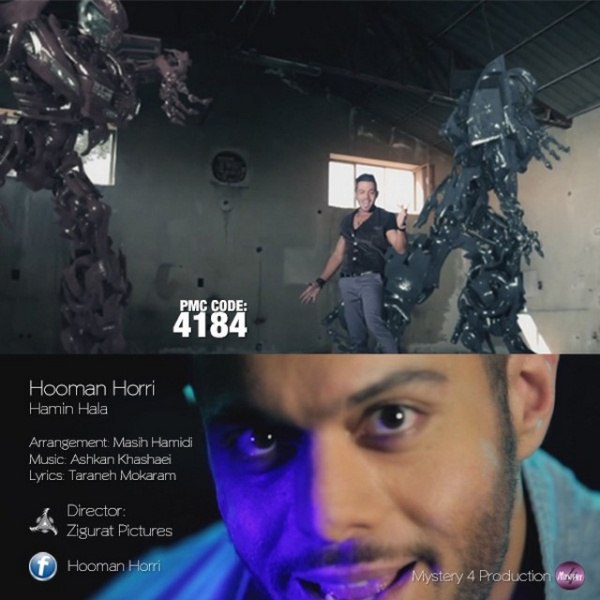 PMC CODE:
4184
Hooman Horri
Hamin Hala
Arrangement: Masih Hamidi
Music: Ashkan Khashaei
Lyrics: Taraneh Mokaram
Director:
Zigurat Pictures
f Hooman Horri
Mystery 4 Production